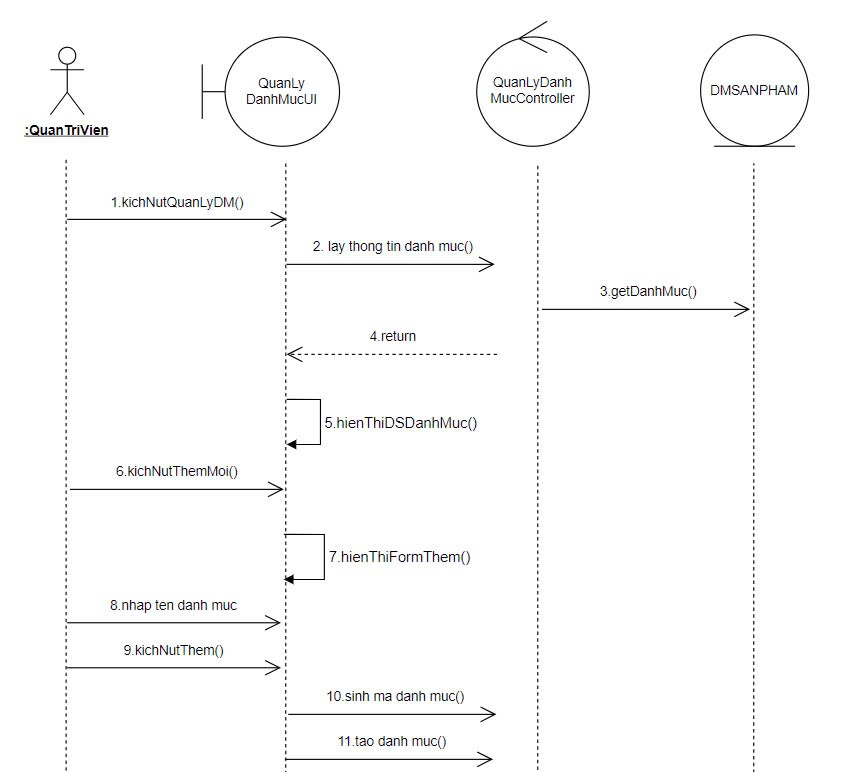 QuanLy
DanhMucUI
QuanLyDanh
MucController
DMSANPHAM
:QuanTriVien
1.kichNutQuanLyDM()
2. lay thong tin danh muc()
3.getDanhMuc()
4.return
5.hienThiDSDanhMuc()
6.kichNutThemMoi()
7.hienThiFormThem()
8.nhap ten danh muc
9.kichNutThem()
10.sinh ma danh muc()
11.tao danh muc()